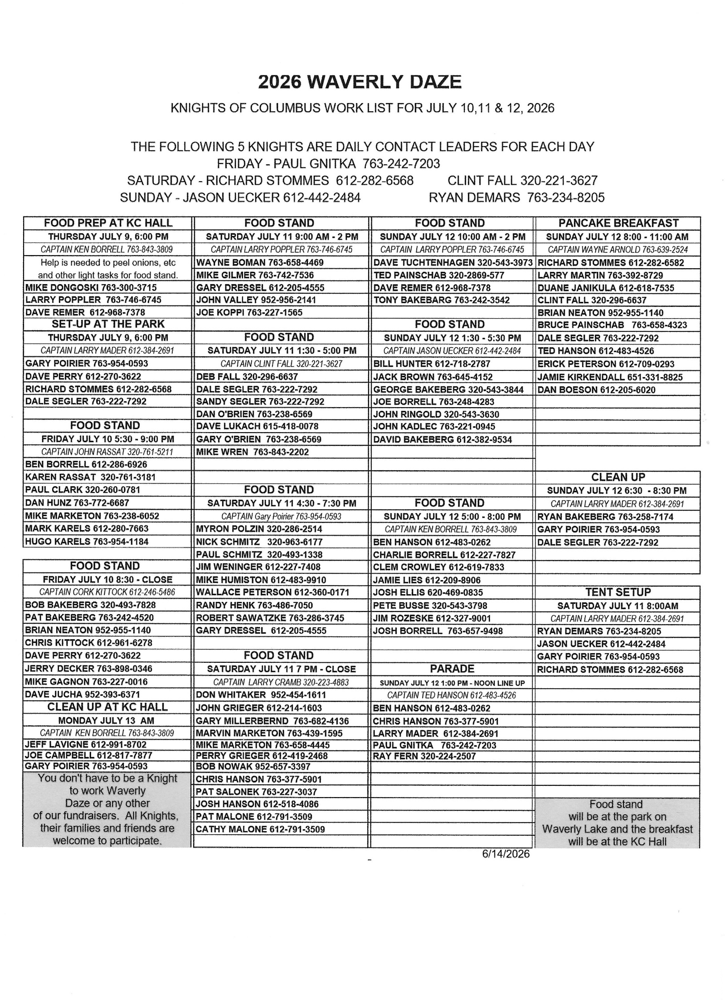 2026 WAVERLY DAZE
KNIGHTS OF COLUMBUS WORK LIST FOR JULY 10,11 & 12, 2026
THE FOLLOWING 5 KNIGHTS ARE DAILY CONTACT LEADERS FOR EACH DAY
FRIDAY - PAUL GNITKA 763-242-7203
SATURDAY - RICHARD STOMMES 612-282-6568 CLINT FALL 320-221-3627
SUNDAY - JASON UECKER 612-442-2484 RYAN DEMARS 763-234-8205
FOOD PREP AT KC HALL
THURSDAY JULY 9, 6:00 PM
CAPTAIN KEN BORRELL 763-843-3809
Help is needed to peel onions, etc
and other light tasks for food stand.
MIKE DONGOSKI 763-300-3715
LARRY POPPLER 763-746-6745
DAVE REMER 612-968-7378
SET-UP AT THE PARK
THURSDAY JULY 9, 6:00 PM
CAPTAIN LARRY MADER 612-384-2691
GARY POIRIER 763-954-0593
DAVE PERRY 612-270-3622
RICHARD STOMMES 612-282-6568
DALE SEGLER 763-222-7292
FOOD STAND
FRIDAY JULY 10 5:30 - 9:00 PM
CAPTAIN JOHN RASSAT 320-761-5211
BEN BORRELL 612-286-6926
KAREN RASSAT 320-761-3181
PAUL CLARK 320-260-0781
DAN HUNZ 763-772-6687
MIKE MARKETON 763-238-6052
MARK KARELS 612-280-7663
HUGO KARELS 763-954-1184
FOOD STAND
FRIDAY JULY 10 8:30 - CLOSE
CAPTAIN CORK KITTOCK 612-246-5486
BOB BAKEBERG 320-493-7828
PAT BAKEBERG 763-242-4520
BRIAN NEATON 952-955-1140
CHRIS KITTOCK 612-961-6278
DAVE PERRY 612-270-3622
JERRY DECKER 763-898-0346
MIKE GAGNON 763-227-0016
DAVE JUCHA 952-393-6371
CLEAN UP AT KC HALL
MONDAY JULY 13 AM
CAPTAIN KEN BORRELL 763-843-3809
JEFF LAVIGNE 612-991-8702
JOE CAMPBELL 612-817-7877
GARY POIRIER 763-954-0593
You don't have to be a Knight
to work Waverly
Daze or any other
of our fundraisers. All Knights,
their families and friends are
welcome to participate.
FOOD STAND
SATURDAY JULY 11 9:00 AM - 2 PM
CAPTAIN LARRY POPPLER 763-746-6745
WAYNE BOMAN 763-658-4469
MIKE GILMER 763-742-7536
GARY DRESSEL 612-205-4555
JOHN VALLEY 952-956-2141
JOE KOPPI 763-227-1565
FOOD STAND
SATURDAY JULY 11 1:30 - 5:00 PM
CAPTAIN CLINT FALL 320-221-3627
DEB FALL 320-296-6637
DALE SEGLER 763-222-7292
SANDY SEGLER 763-222-7292
DAN O'BRIEN 763-238-6569
DAVE LUKACH 615-418-0078
GARY O'BRIEN 763-238-6569
MIKE WREN 763-843-2202
FOOD STAND
SATURDAY JULY 11 4:30 - 7:30 PM
CAPTAIN Gary Poirier 763-954-0593
MYRON POLZIN 320-286-2514
NICK SCHMITZ 320-963-6177
PAUL SCHMITZ 320-493-1338
JIM WENINGER 612-227-7408
MIKE HUMISTON 612-483-9910
WALLACE PETERSON 612-360-0171
RANDY HENK 763-486-7050
ROBERT SAWATZKE 763-286-3745
GARY DRESSEL 612-205-4555
FOOD STAND
SATURDAY JULY 11 7 PM - CLOSE
CAPTAIN LARRY CRAMB 320-223-4883
DON WHITAKER 952-454-1611
JOHN GRIEGER 612-214-1603
GARY MILLERBERND 763-682-4136
MARVIN MARKETON 763-439-1595
MIKE MARKETON 763-658-4445
PERRY GRIEGER 612-419-2468
BOB NOWAK 952-657-3397
CHRIS HANSON 763-377-5901
PAT SALONEK 763-227-3037
JOSH HANSON 612-518-4086
PAT MALONE 612-791-3509
CATHY MALONE 612-791-3509
FOOD STAND
SUNDAY JULY 12 10:00 AM - 2 PM
CAPTAIN LARRY POPPLER 763-746-6745
DAVE TUCHTENHAGEN 320-543-3973
TED PAINSCHAB 320-2869-577
DAVE REMER 612-968-7378
TONY BAKEBARG 763-242-3542
FOOD STAND
SUNDAY JULY 12 1:30 - 5:30 PM
CAPTAIN JASON UECKER 612-442-2484
BILL HUNTER 612-718-2787
JACK BROWN 763-645-4152
GEORGE BAKEBERG 320-543-3844
JOE BORRELL 763-248-4283
JOHN RINGOLD 320-543-3630
JOHN KADLEC 763-221-0945
DAVID BAKEBERG 612-382-9534
FOOD STAND
SUNDAY JULY 12 5:00 - 8:00 PM
CAPTAIN KEN BORRELL 763-843-3809
BEN HANSON 612-483-0262
CHARLIE BORRELL 612-227-7827
CLEM CROWLEY 612-619-7833
JAMIE LIES 612-209-8906
JOSH ELLIS 620-469-0835
PETE BUSSE 320-543-3798
JIM ROZESKE 612-327-9001
JOSH BORRELL 763-657-9498
PARADE
SUNDAY JULY 12 1:00 PM - NOON LINE UP
CAPTAIN TED HANSON 612-483-4526
BEN HANSON 612-483-0262
CHRIS HANSON 763-377-5901
LARRY MADER 612-384-2691
PAUL GNITKA 763-242-7203
RAY FERN 320-224-2507
PANCAKE BREAKFAST
SUNDAY JULY 12 8:00 - 11:00 AM
CAPTAIN WAYNE ARNOLD 763-639-2524
RICHARD STOMMES 612-282-6582
LARRY MARTIN 763-392-8729
DUANE JANIKULA 612-618-7535
CLINT FALL 320-296-6637
BRIAN NEATON 952-955-1140
BRUCE PAINSCHAB 763-658-4323
DALE SEGLER 763-222-7292
TED HANSON 612-483-4526
ERICK PETERSON 612-709-0293
JAMIE KIRKENDALL 651-331-8825
DAN BOESON 612-205-6020
CLEAN UP
SUNDAY JULY 12 6:30 - 8:30 PM
CAPTAIN LARRY MADER 612-384-2691
RYAN BAKEBERG 763-258-7174
GARY POIRIER 763-954-0593
DALE SEGLER 763-222-7292
TENT SETUP
SATURDAY JULY 11 8:00AM
CAPTAIN LARRY MADER 612-384-2691
RYAN DEMARS 763-234-8205
JASON UECKER 612-442-2484
GARY POIRIER 763-954-0593
RICHARD STOMMES 612-282-6568
Food stand
will be at the park on
Waverly Lake and the breakfast
will be at the KC Hall
6/14/2026